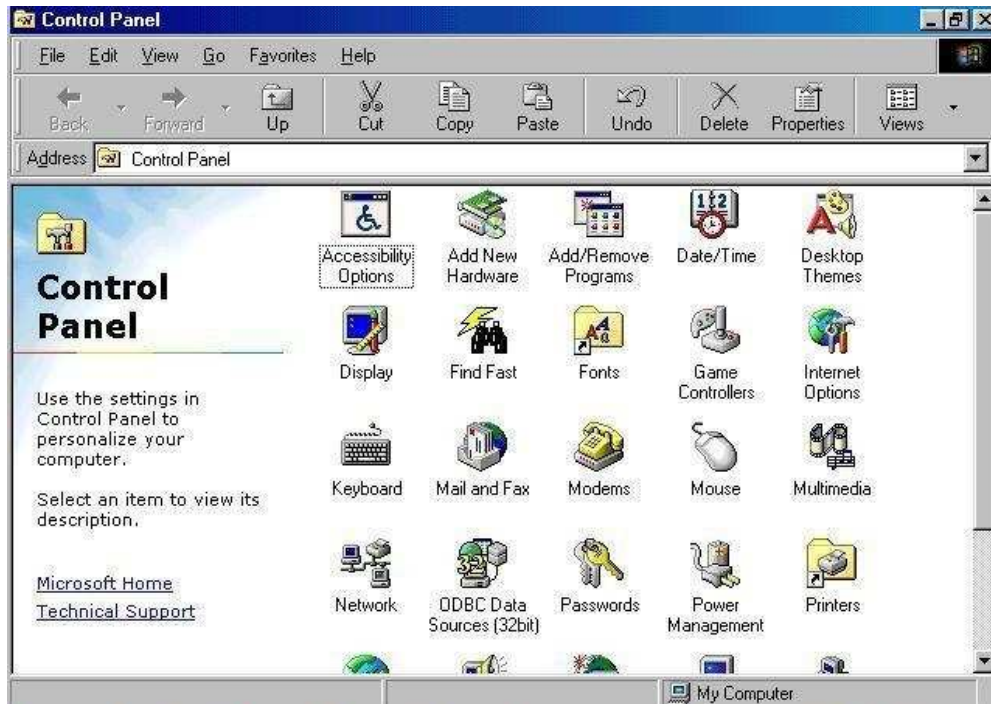 Control Panel
File Edit View Go Favorites Help
Back Forward Up Cut Copy Paste Undo Delete Properties Views
Address Control Panel
Control
Panel
Use the settings in
Control Panel to
personalize your
computer.
Select an item to view its
description.
Microsoft Home
Technical Support
Accessibility
Options
Add New
Hardware
Add/Remove
Programs
Date/Time
Desktop
Themes
Display
Find Fast
Fonts
Game
Controllers
Internet
Options
Keyboard
Mail and Fax
Modems
Mouse
Multimedia
Network
ODBC Data
Sources (32bit)
Passwords
Power
Management
Printers
My Computer